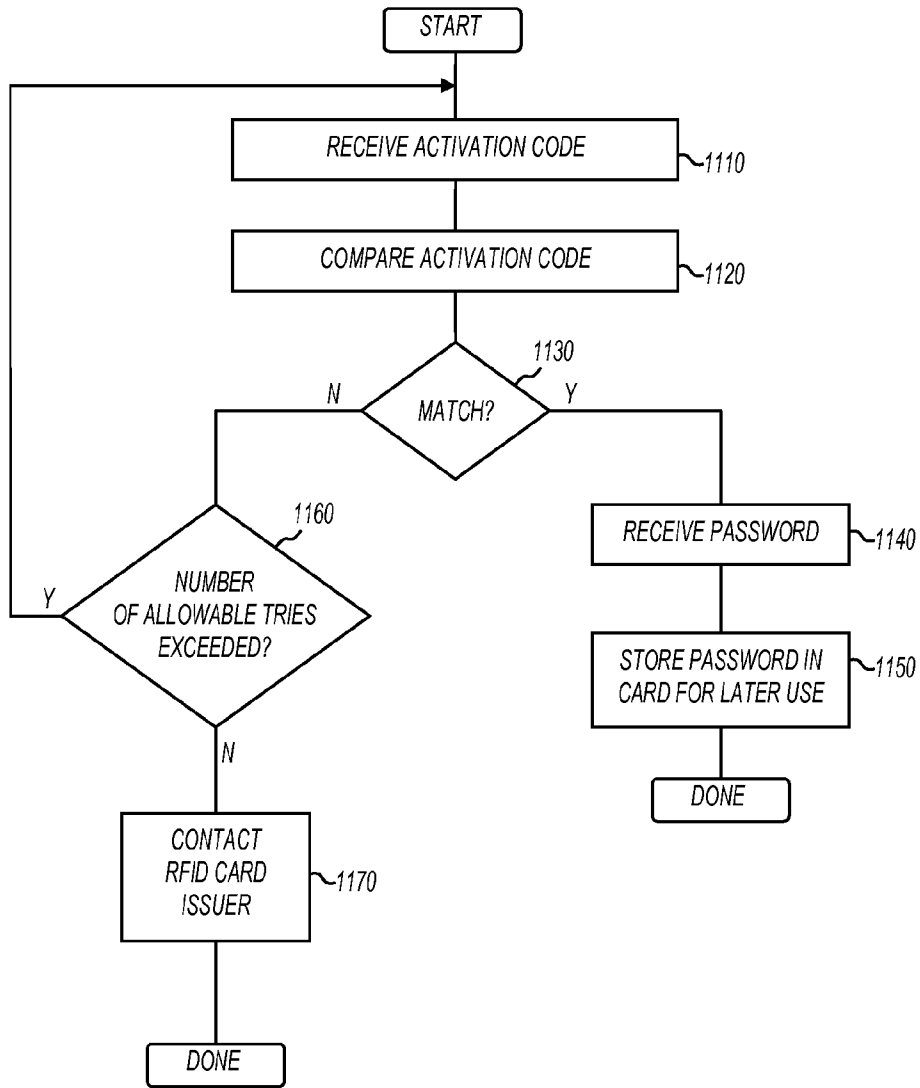 START
RECEIVE ACTIVATION CODE
1110
COMPARE ACTIVATION CODE
1120
1130
N
MATCH?
Y
1160
RECEIVE PASSWORD
1140
Y
NUMBER
OF ALLOWABLE TRIES
EXCEEDED?
STORE PASSWORD IN
CARD FOR LATER USE
1150
N
DONE
CONTACT
RFID CARD
ISSUER
1170
DONE